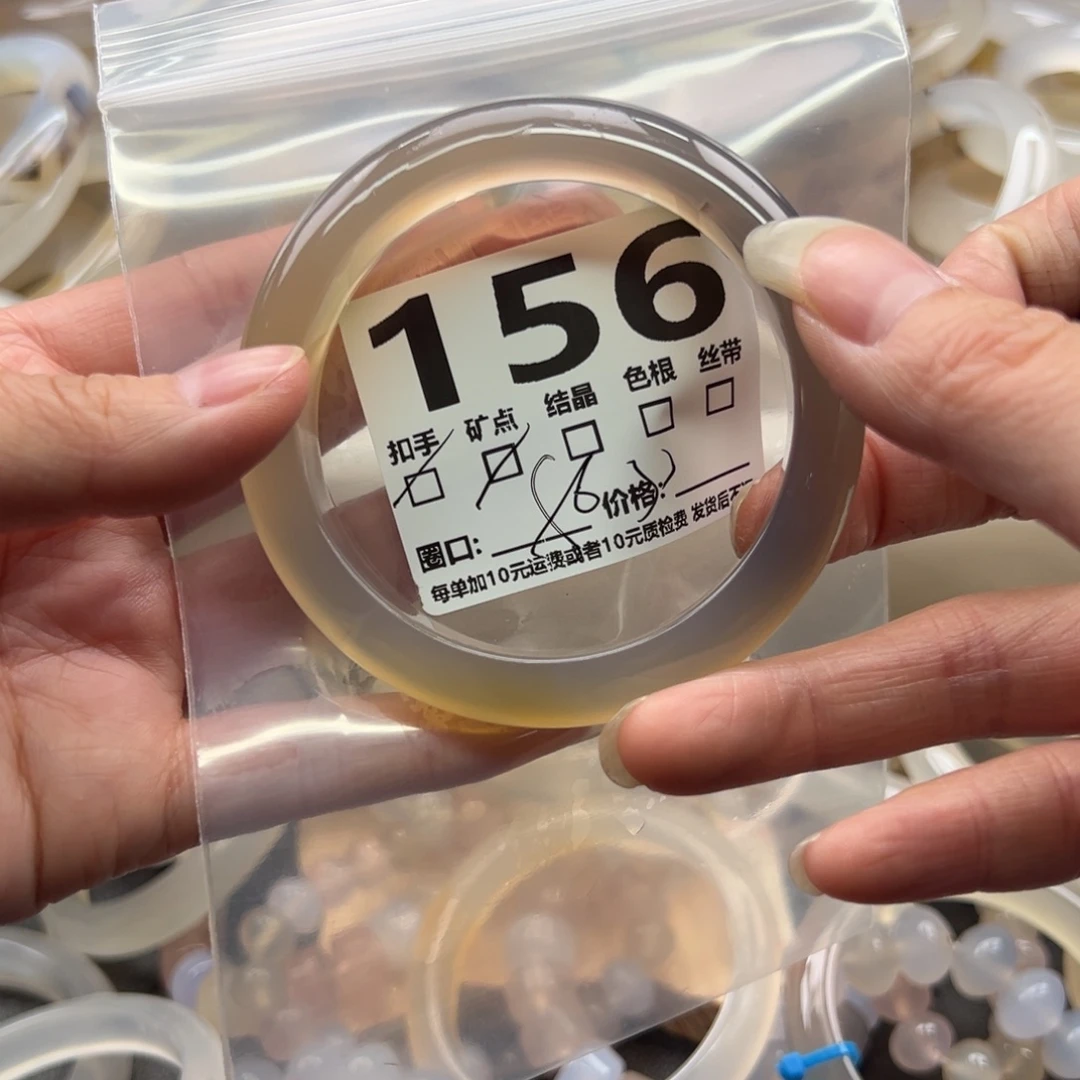 156
扣手 矿点 结晶 色根 丝带
圈口: 价格:
每单加10元运费或者10元质检费 发货后不